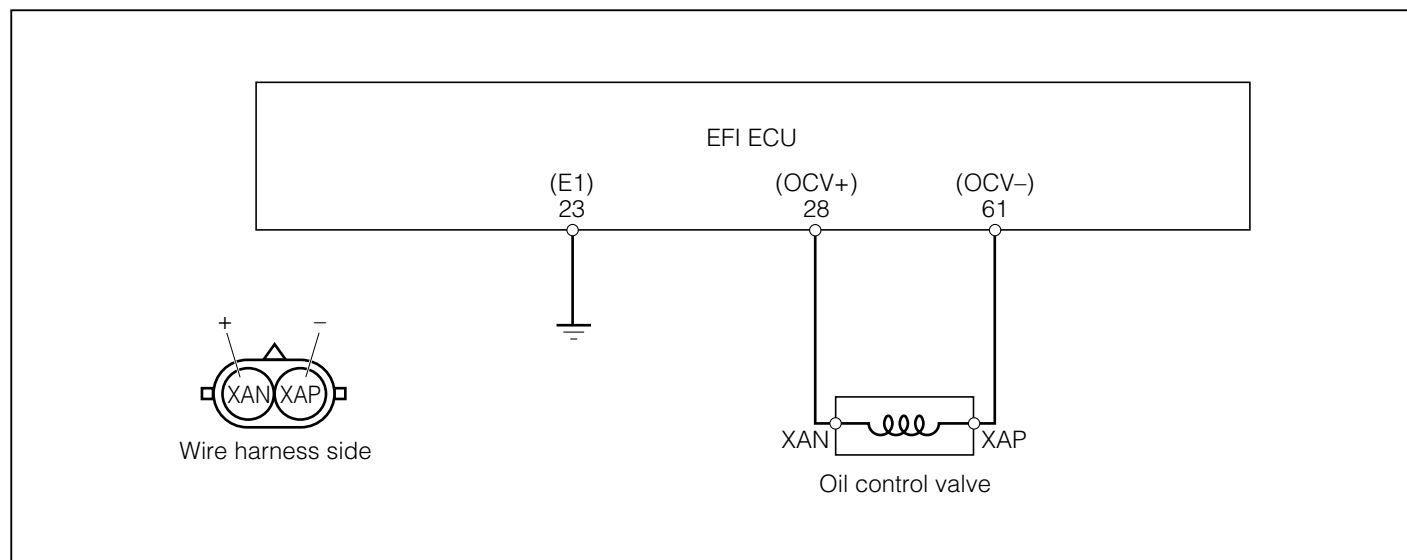 EFI ECU
(E1) (OCV+) (OCV–)
23 28 61
+ –
XAN XAP
Wire harness side
XAN XAP
Oil control valve